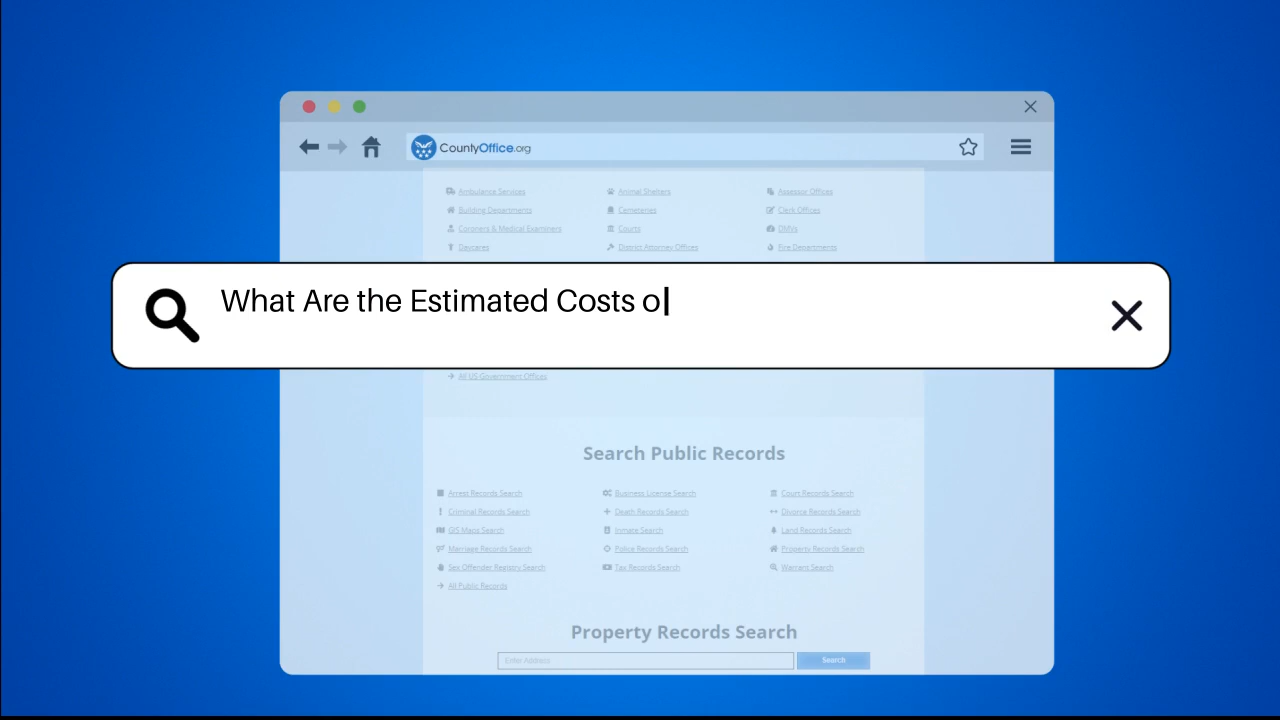 CountyOffice.org
Ambulance Services Animal Shelters Assessor Offices
Building Departments Cemeteries Clerk Offices
Coroners & Medical Examiners Courts DMVs
Daycares District Attorney Offices Fire Departments
What Are the Estimated Costs o
All US Government Offices
Search Public Records
Arrest Records Search Business License Search Court Records Search
Criminal Records Search Death Records Search Divorce Records Search
GIS Maps Search Inmate Search Land Records Search
Marriage Records Search Police Records Search Property Records Search
Sex Offender Registry Search Tax Records Search Warrant Search
All Public Records
Property Records Search
Enter Address Search